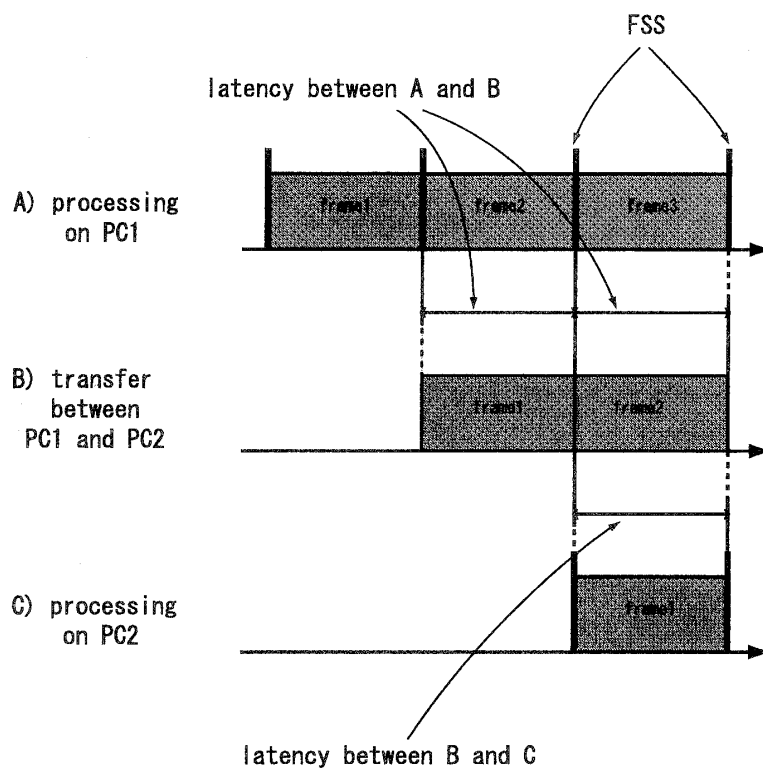 FSS
latency between A and B
A) processing
on PC1
frame1
frame2
frame3
B) transfer
between
PC1 and PC2
frame1
frame2
C) processing
on PC2
frame1
latency between B and C